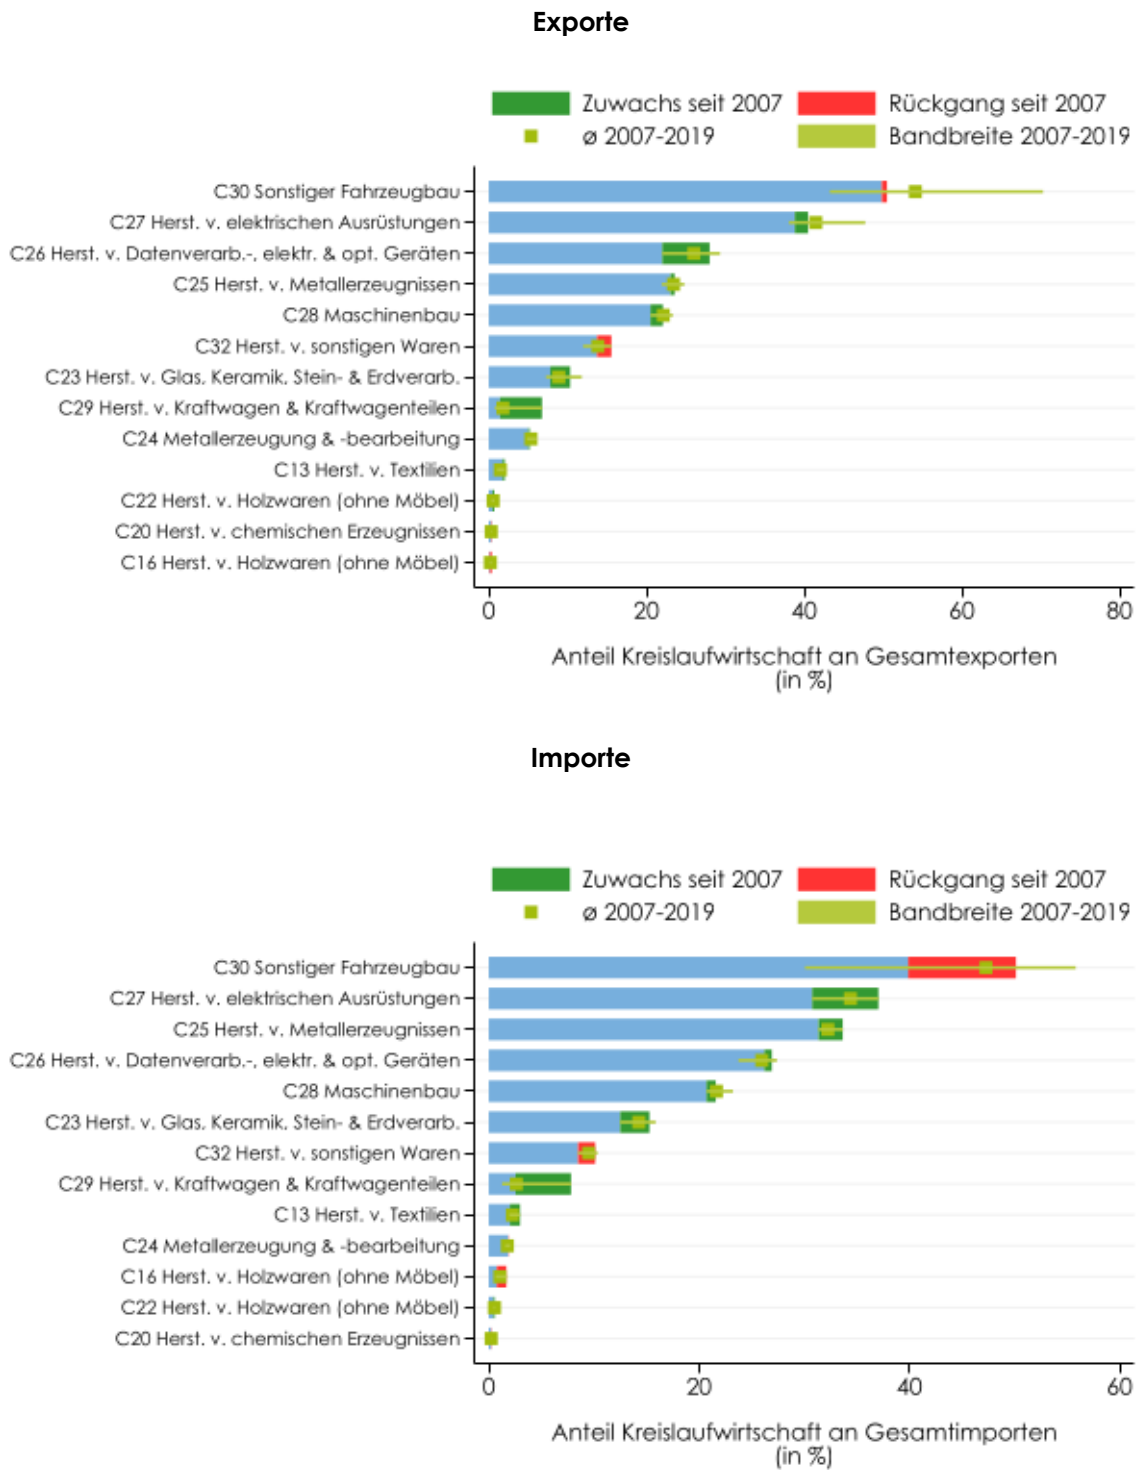 Exporte
Zuwachs seit 2007
Rückgang seit 2007
ø 2007-2019
Bandbreite 2007-2019
C30 Sonstiger Fahrzeugbau
C27 Herst. v. elektrischen Ausrüstungen
C26 Herst. v. Datenverarb.-, elektr. & opt. Geräten
C25 Herst. v. Metallerzeugnissen
C28 Maschinenbau
C32 Herst. v. sonstigen Waren
C23 Herst. v. Glas, Keramik, Stein- & Erdverarb.
C29 Herst. v. Kraftwagen & Kraftwagenteilen
C24 Metallerzeugung & -bearbeitung
C13 Herst. v. Textilien
C22 Herst. v. Holzwaren (ohne Möbel)
C20 Herst. v. chemischen Erzeugnissen
C16 Herst. v. Holzwaren (ohne Möbel)
0 20 40 60 80
Anteil Kreislaufwirtschaft an Gesamtexporten
(in %)
Importe
Zuwachs seit 2007
Rückgang seit 2007
ø 2007-2019
Bandbreite 2007-2019
C30 Sonstiger Fahrzeugbau
C27 Herst. v. elektrischen Ausrüstungen
C25 Herst. v. Metallerzeugnissen
C26 Herst. v. Datenverarb.-, elektr. & opt. Geräten
C28 Maschinenbau
C23 Herst. v. Glas, Keramik, Stein- & Erdverarb.
C32 Herst. v. sonstigen Waren
C29 Herst. v. Kraftwagen & Kraftwagenteilen
C13 Herst. v. Textilien
C24 Metallerzeugung & -bearbeitung
C16 Herst. v. Holzwaren (ohne Möbel)
C22 Herst. v. Holzwaren (ohne Möbel)
C20 Herst. v. chemischen Erzeugnissen
0 20 40 60
Anteil Kreislaufwirtschaft an Gesamtimporten
(in %)